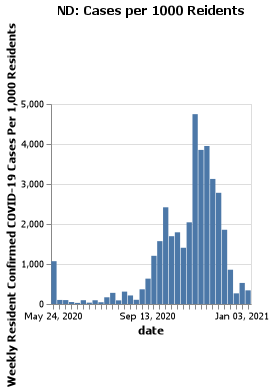 ND: Cases per 1000 Reidents
Weekly Resident Confirmed COVID-19 Cases Per 1,000 Residents
5,000
4,000
3,000
2,000
1,000
0
May 24, 2020 Sep 13, 2020 Jan 03, 2021
date